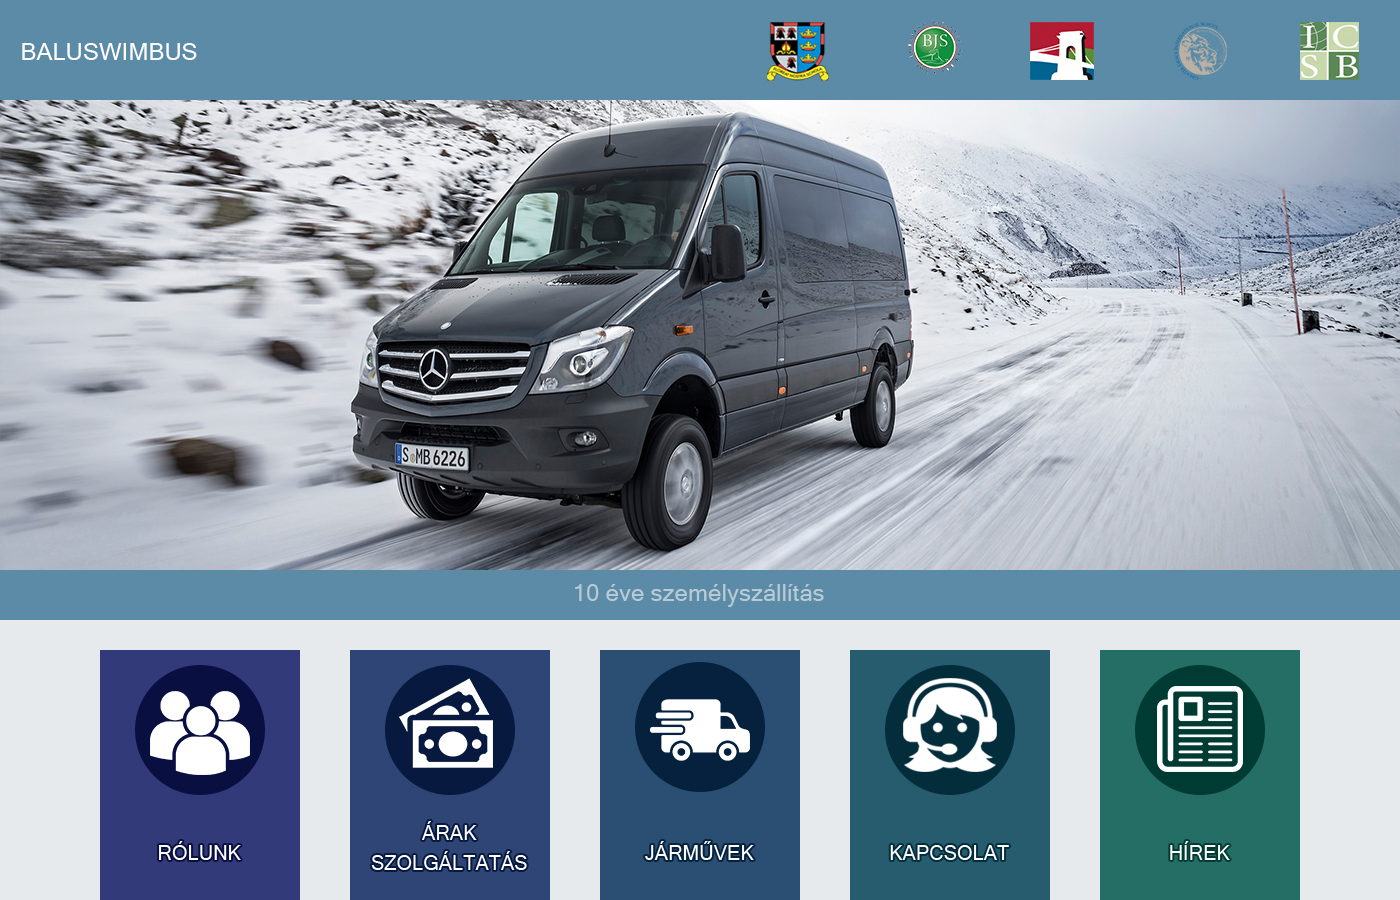 BALUSWIMBUS
BJS
I C
S B
S MB 6226
10 éve személyszállítás
RÓLUNK
ÁRAK
SZOLGÁLTATÁS
JÁRMŰVEK
KAPCSOLAT
HÍREK